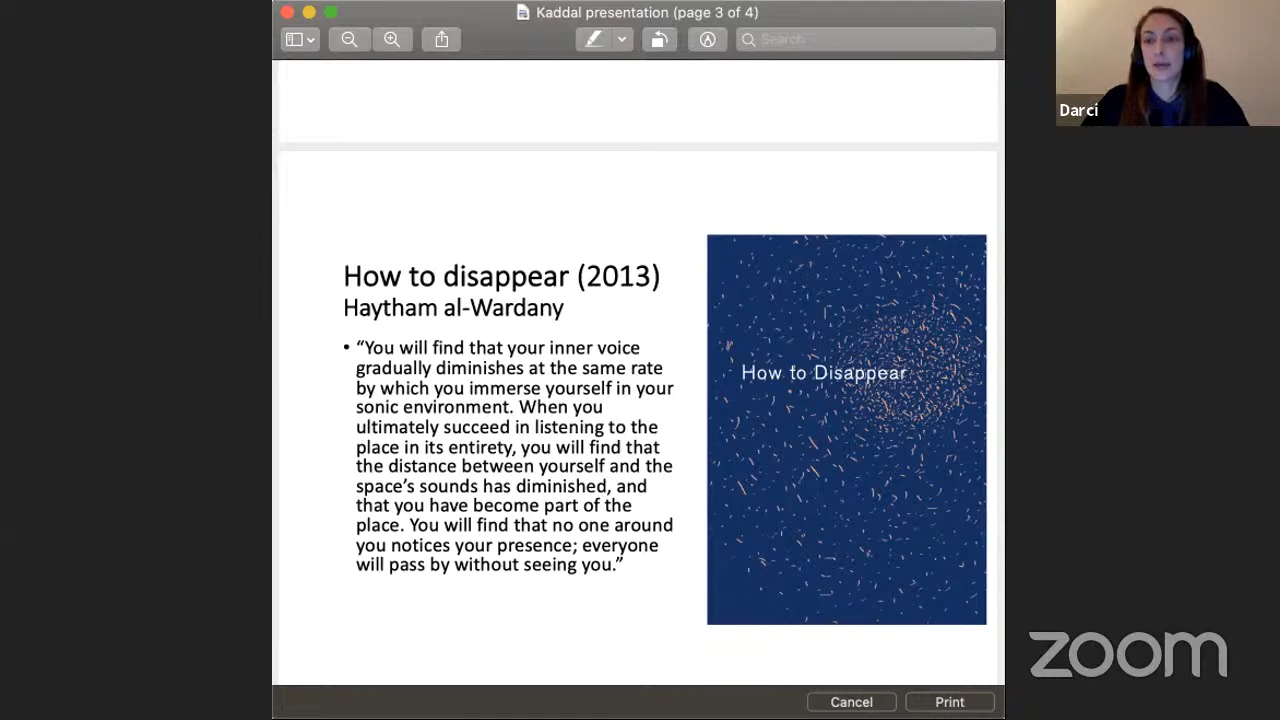 Kaddal presentation (page 3 of 4)
Search
Darci
How to disappear (2013)
Haytham al-Wardany
• “You will find that your inner voice
gradually diminishes at the same rate
by which you immerse yourself in your
sonic environment. When you
ultimately succeed in listening to the
place in its entirety, you will find that
the distance between yourself and the
space’s sounds has diminished, and
that you have become part of the
place. You will find that no one around
you notices your presence; everyone
will pass by without seeing you.”
How to Disappear
zoom
Cancel
Print